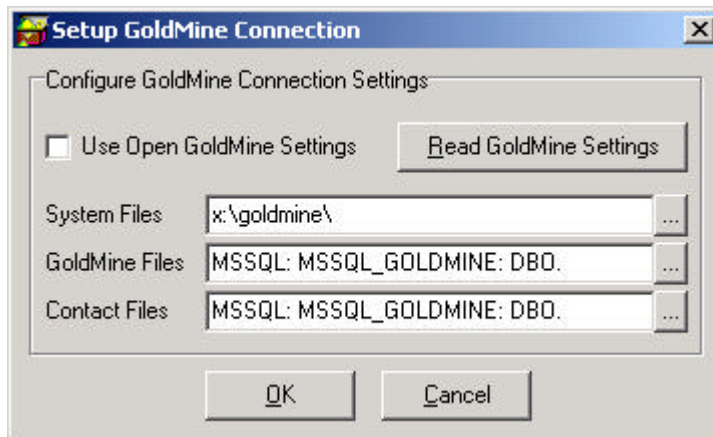 Setup GoldMine Connection
Configure GoldMine Connection Settings
Use Open GoldMine Settings Read GoldMine Settings
System Files x:\goldmine\ ...
GoldMine Files MSSQL: MSSQL_GOLDMINE: DBO. ...
Contact Files MSSQL: MSSQL_GOLDMINE: DBO. ...
OK Cancel